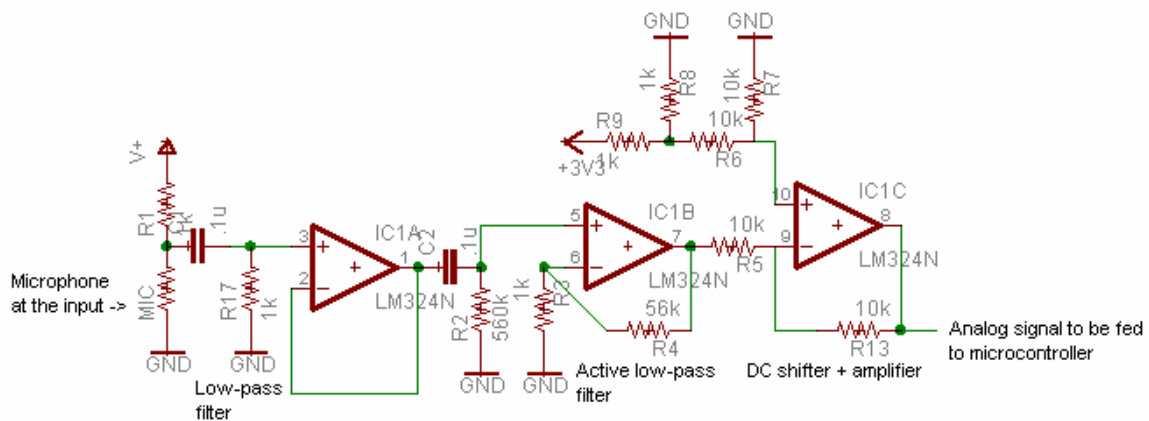 GND
GND
1k
R8
10k
R7
R9
1k
10k
R6
+3V3
V+
R1
1k
C1
.1u
MIC
R17
1k
GND
GND
Microphone
at the input ->
Low-pass
filter
3
2
1
IC1A
LM324N
C2
.1u
R2
560k
GND
1k
R3
GND
5
6
7
IC1B
LM324N
56k
R4
Active low-pass
filter
10k
R5
10
9
8
IC1C
LM324N
10k
R13
DC shifter + amplifier
Analog signal to be fed
to microcontroller